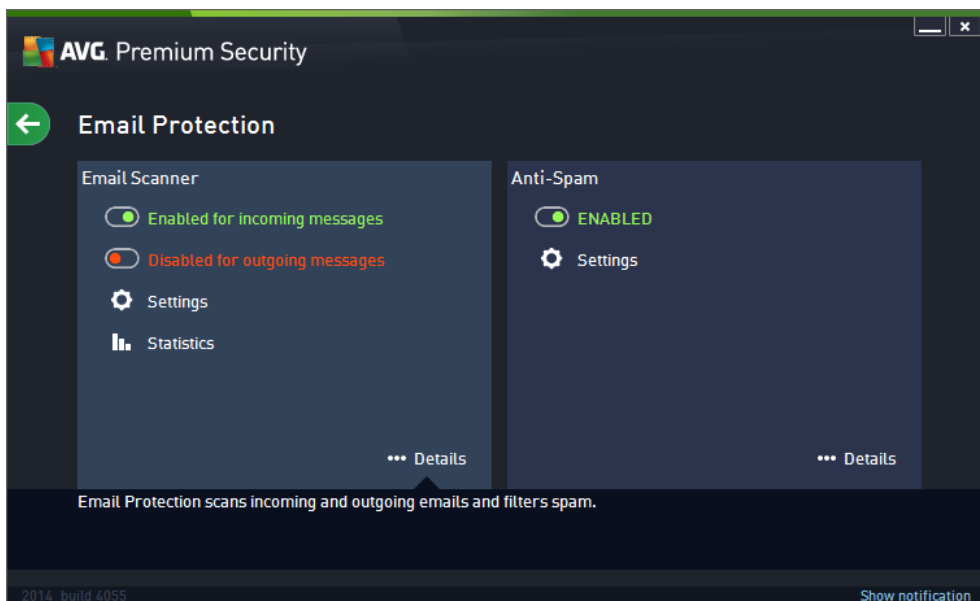 AVG. Premium Security
Email Protection
Email Scanner
Enabled for incoming messages
Disabled for outgoing messages
Settings
Statistics
Details
Anti-Spam
ENABLED
Settings
Details
Email Protection scans incoming and outgoing emails and filters spam.
2014 build 4055
Show notification